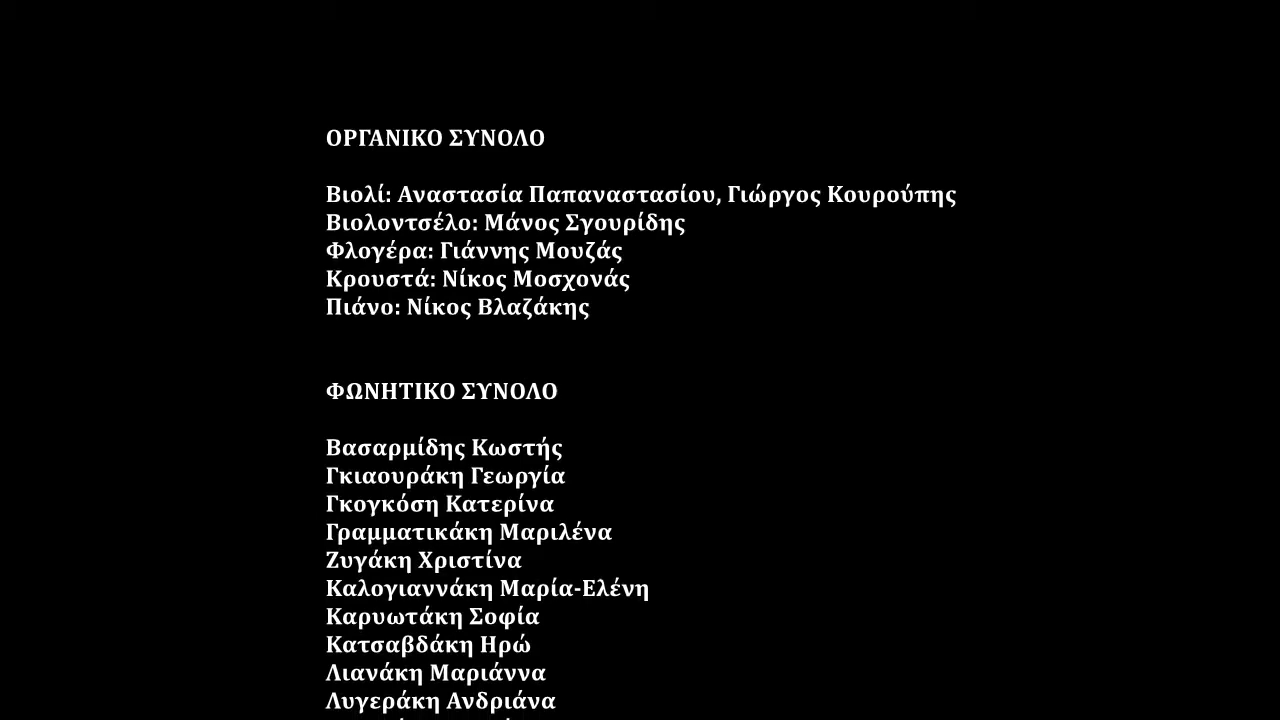 ΟΡΓΑΝΙΚΟ ΣΥΝΟΛΟ
Βιολί: Αναστασία Παπαναστασίου, Γιώργος Κουρούπης
Βιολοντσέλο: Μάνος Σγουρίδης
Φλογέρα: Γιάννης Μουζάς
Κρουστά: Νίκος Μοσχονάς
Πιάνο: Νίκος Βλαζάκης
ΦΩΝΗΤΙΚΟ ΣΥΝΟΛΟ
Βασαρμίδης Κωστής
Γκιαουράκη Γεωργία
Γκογκόση Κατερίνα
Γραμματικάκη Μαριλένα
Ζυγάκη Χριστίνα
Καλογιαννάκη Μαρία-Ελένη
Καρυωτάκη Σοφία
Κατσαβδάκη Ηρώ
Λιανάκη Μαριάννα
Λυγεράκη Ανδριάνα